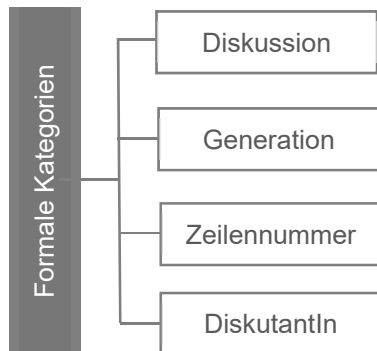 Formale Kategorien
Diskussion
Generation
Zeilennummer
DiskutantIn